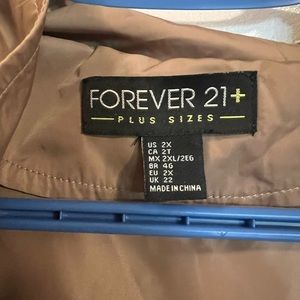 FOREVER 21+
PLUS SIZES
US 2X
CA 2T
MX 2XL/2EG
BR 46
EU 2X
UK 22
MADE IN CHINA